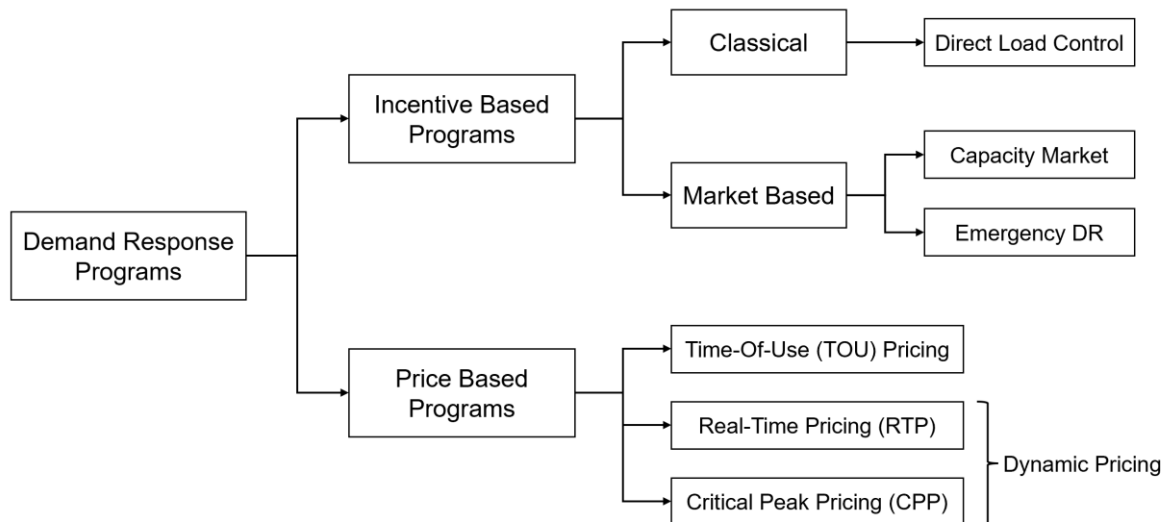 Classical
Direct Load Control
Incentive Based
Programs
Capacity Market
Market Based
Emergency DR
Demand Response
Programs
Time-Of-Use (TOU) Pricing
Price Based
Programs
Real-Time Pricing (RTP)
Dynamic Pricing
Critical Peak Pricing (CPP)